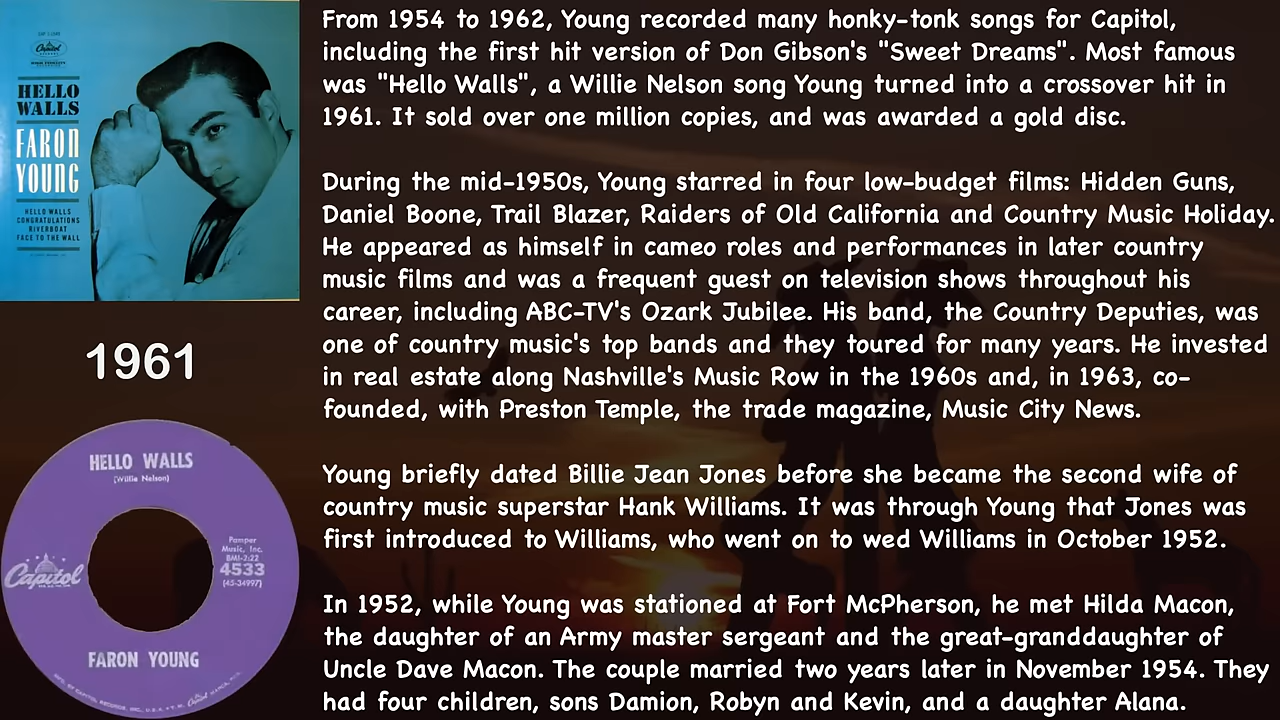 Capitol
HELLO
WALLS
FARON
YOUNG
HELLO WALLS
CONGRATULATIONS
RIVERBOAT
FACE TO THE WALL
1961
HELLO WALLS
(Willie Nelson)
Pamper
Music, Inc.
BMI-2:22
4533
(45-34997)
Capitol
FARON YOUNG
From 1954 to 1962, Young recorded many honky-tonk songs for Capitol,
including the first hit version of Don Gibson's "Sweet Dreams". Most famous
was "Hello Walls", a Willie Nelson song Young turned into a crossover hit in
1961. It sold over one million copies, and was awarded a gold disc.
During the mid-1950s, Young starred in four low-budget films: Hidden Guns,
Daniel Boone, Trail Blazer, Raiders of Old California and Country Music Holiday.
He appeared as himself in cameo roles and performances in later country
music films and was a frequent guest on television shows throughout his
career, including ABC-TV's Ozark Jubilee. His band, the Country Deputies, was
one of country music's top bands and they toured for many years. He invested
in real estate along Nashville's Music Row in the 1960s and, in 1963, co-
founded, with Preston Temple, the trade magazine, Music City News.
Young briefly dated Billie Jean Jones before she became the second wife of
country music superstar Hank Williams. It was through Young that Jones was
first introduced to Williams, who went on to wed Williams in October 1952.
In 1952, while Young was stationed at Fort McPherson, he met Hilda Macon,
the daughter of an Army master sergeant and the great-granddaughter of
Uncle Dave Macon. The couple married two years later in November 1954. They
had four children, sons Damion, Robyn and Kevin, and a daughter Alana.